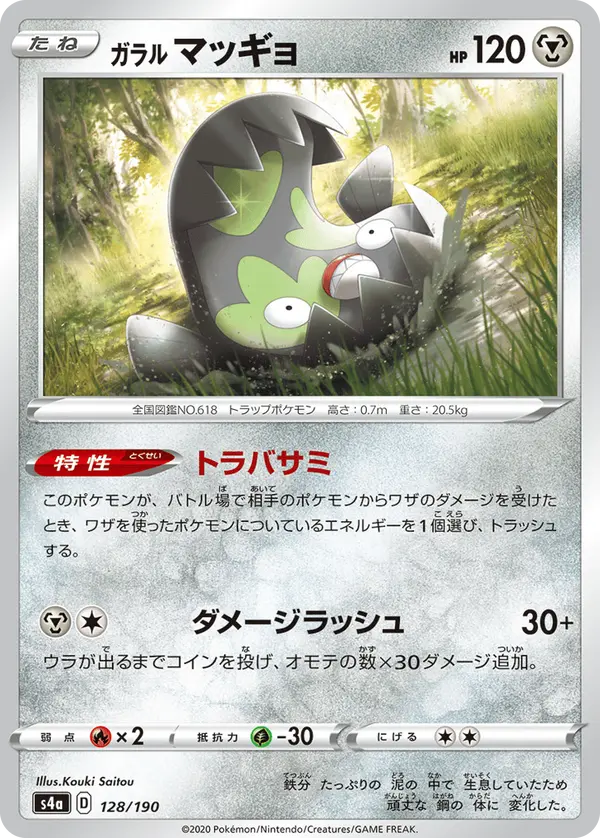 たね ガラル マッギョ HP 120
全国図鑑NO.618 トラップポケモン 高さ:0.7m 重さ:20.5kg
特性 とくせい トラバサミ
このポケモンが、バトル場で相手のポケモンからワザのダメージを受けた
とき、ワザを使ったポケモンについているエネルギーを1個選び、トラッシュ
する。
ダメージラッシュ 30+
ウラが出るまでコインを投げ、オモテの数×30ダメージ追加。
弱点 ×2 抵抗力 -30 にげる
Illus.Kouki Saitou
鉄分 たっぷりの 泥の 中で 生息していたため
頑丈な 鋼の 体に 変化した。
s4a D 128/190
©2020 Pokémon/Nintendo/Creatures/GAME FREAK.